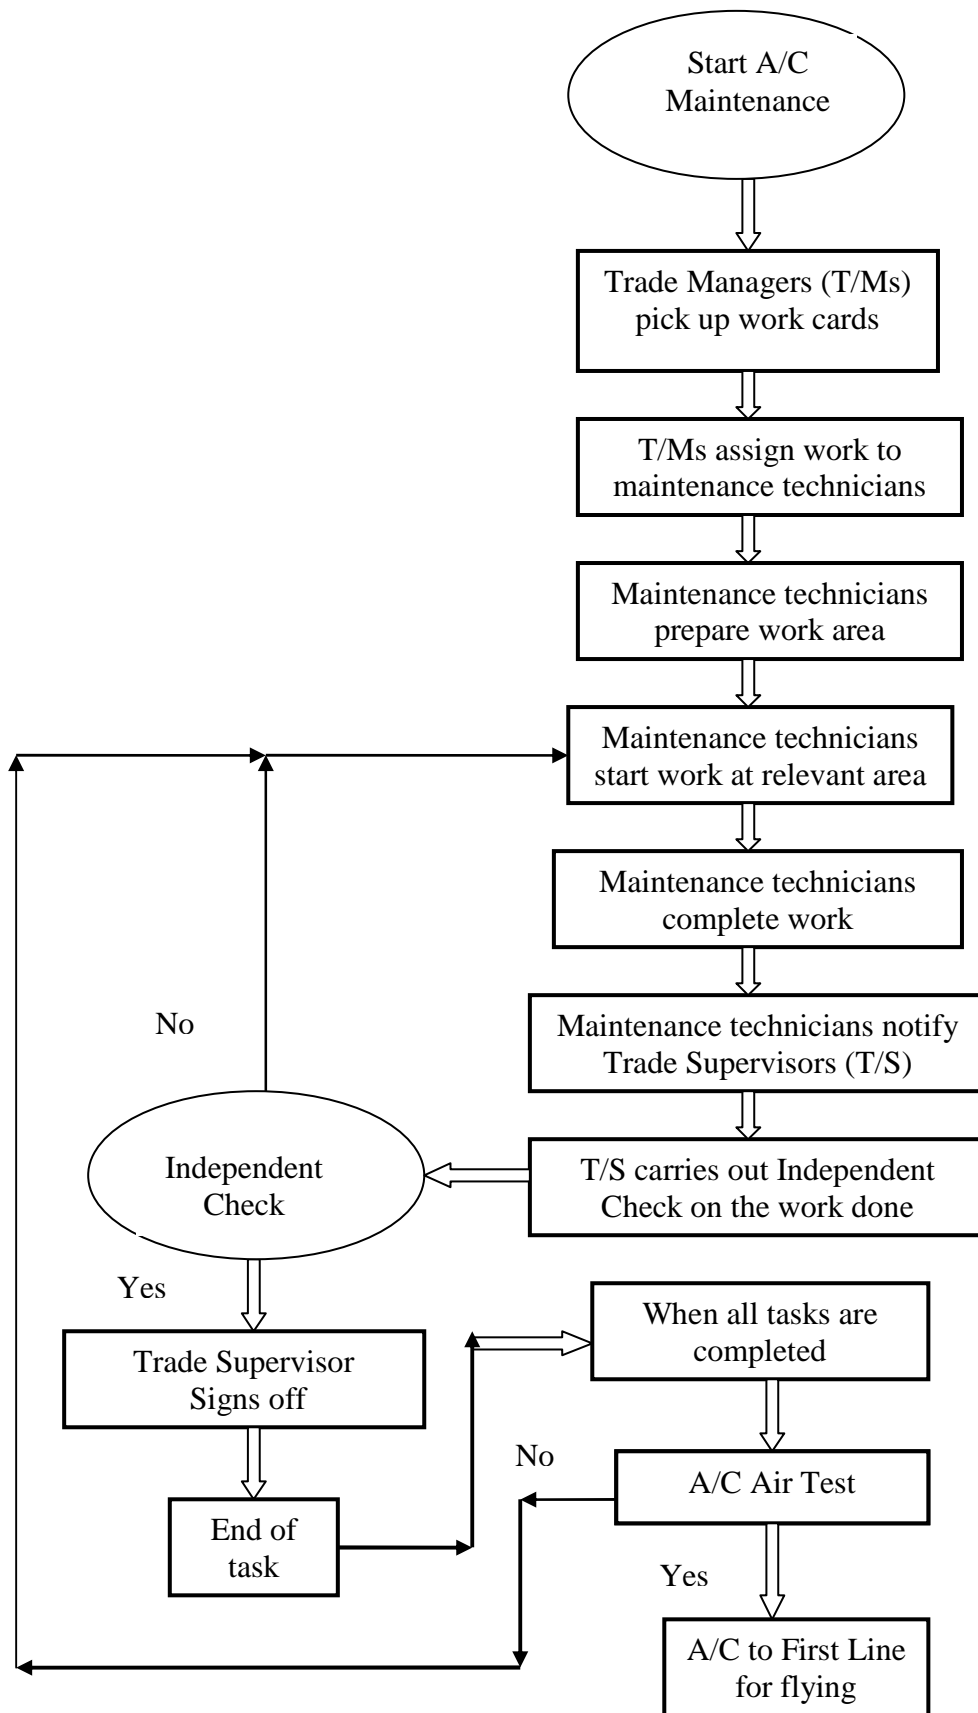 Start A/C
Maintenance
Trade Managers (T/Ms)
pick up work cards
T/Ms assign work to
maintenance technicians
Maintenance technicians
prepare work area
Maintenance technicians
start work at relevant area
Maintenance technicians
complete work
Maintenance technicians notify
Trade Supervisors (T/S)
T/S carries out Independent
Check on the work done
No
Independent
Check
Yes
Trade Supervisor
Signs off
End of
task
When all tasks are
completed
A/C Air Test
No
Yes
A/C to First Line
for flying